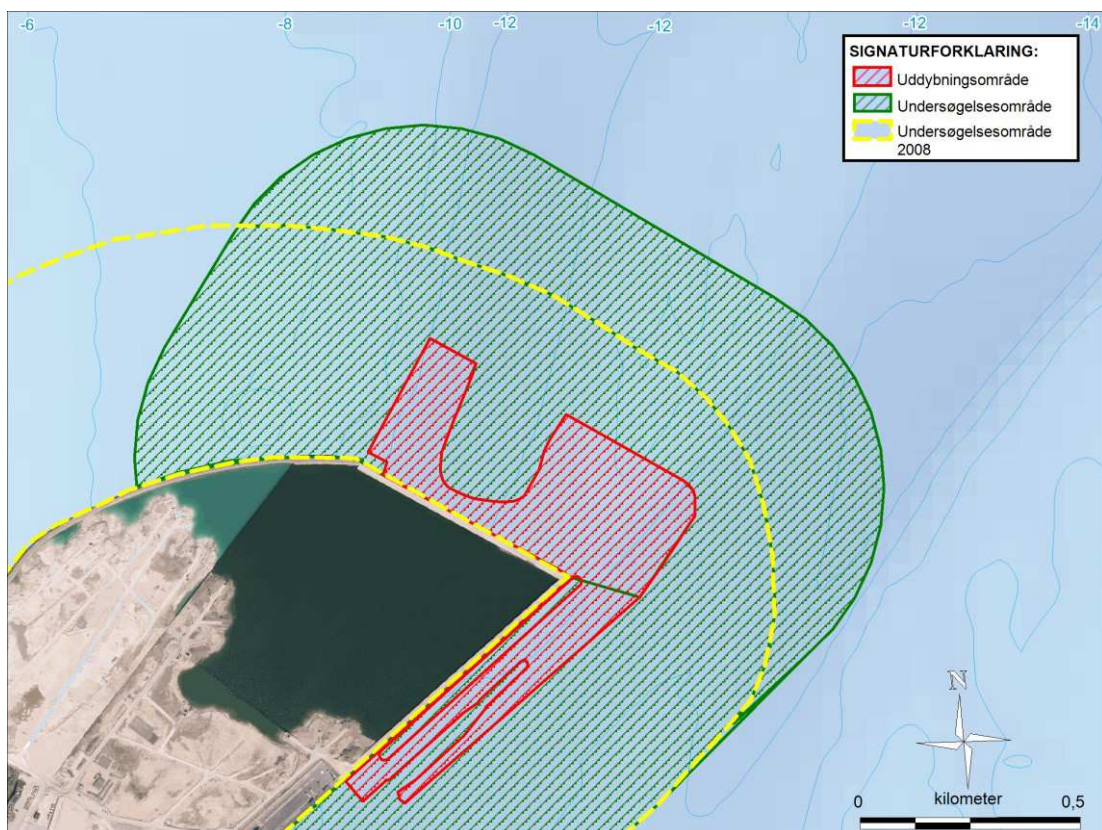 -6
-8
-10
-12
-12
-12
-14
SIGNATURFORKLARING:
Uddybningsområde
Undersøgelsesområde
Undersøgelsesområde
2008
N
0
kilometer
0,5